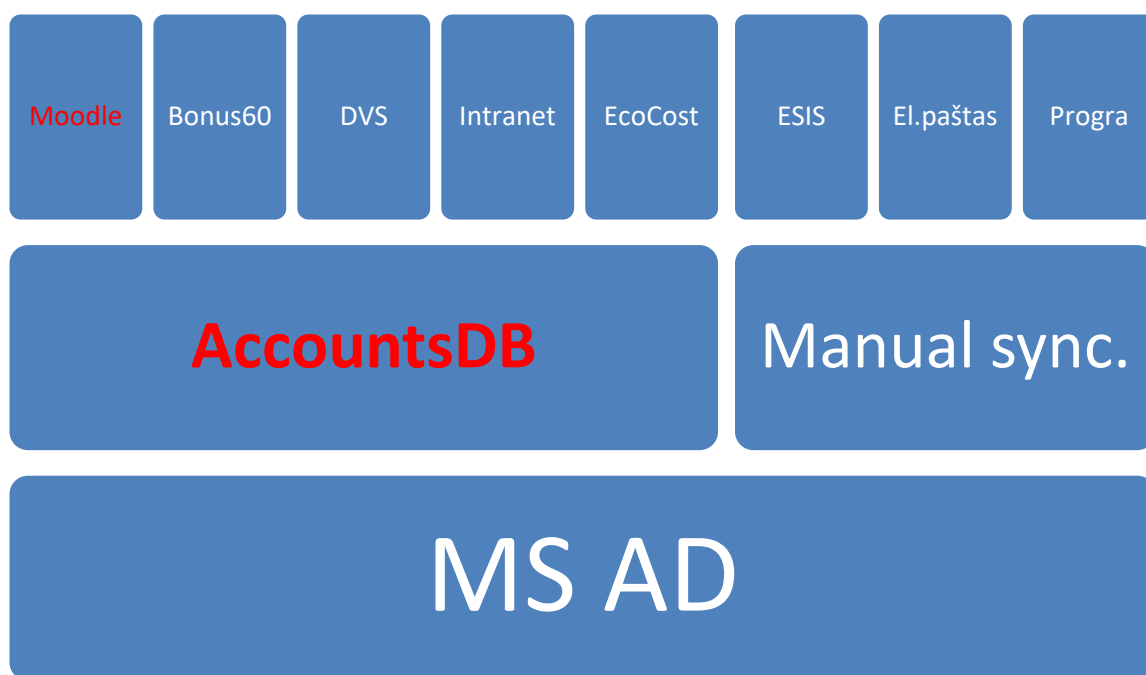 Moodle
Bonus60
DVS
Intranet
EcoCost
ESIS
El.paštas
Progra
AccountsDB
Manual sync.
MS AD